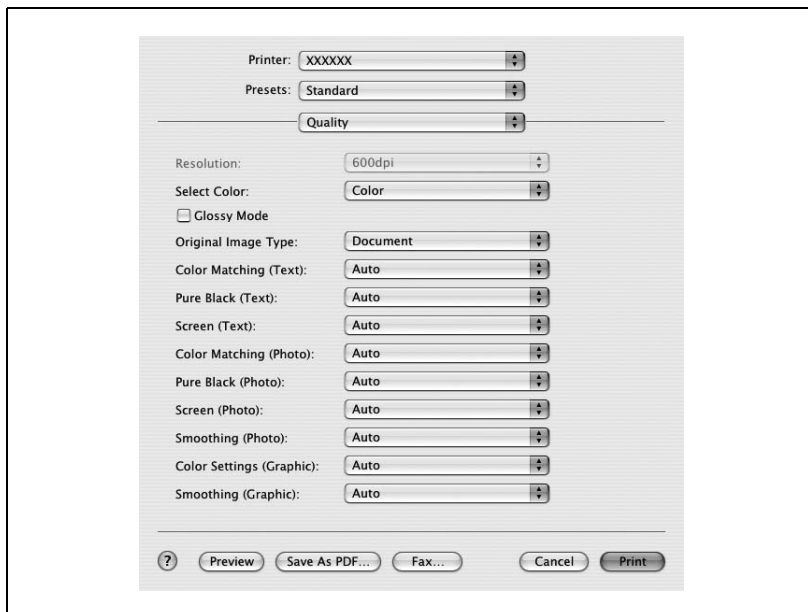 Printer: XXXXXX
Presets: Standard
Quality
Resolution: 600dpi
Select Color: Color
Glossy Mode
Original Image Type: Document
Color Matching (Text): Auto
Pure Black (Text): Auto
Screen (Text): Auto
Color Matching (Photo): Auto
Pure Black (Photo): Auto
Screen (Photo): Auto
Smoothing (Photo): Auto
Color Settings (Graphic): Auto
Smoothing (Graphic): Auto
? Preview Save As PDF... Fax... Cancel Print